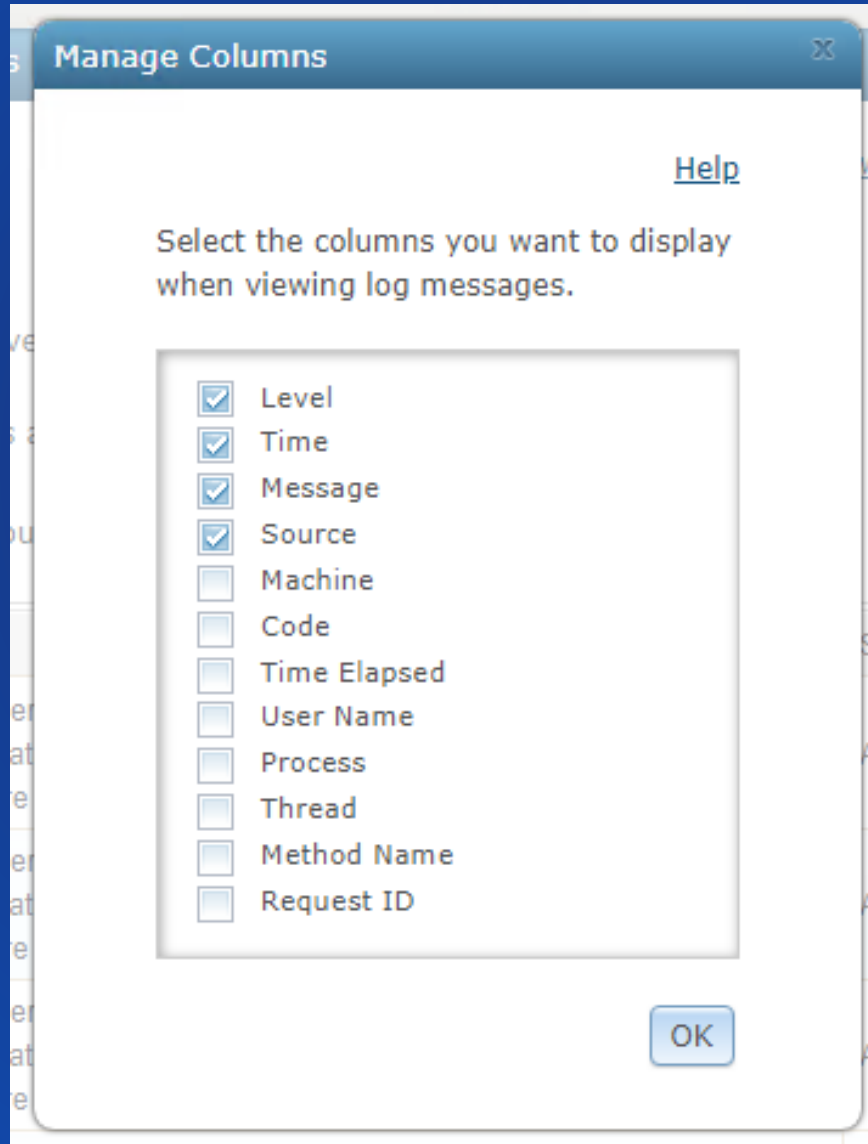 Manage Columns
Help
Select the columns you want to display
when viewing log messages.
Level
Time
Message
Source
Machine
Code
Time Elapsed
User Name
Process
Thread
Method Name
Request ID
OK